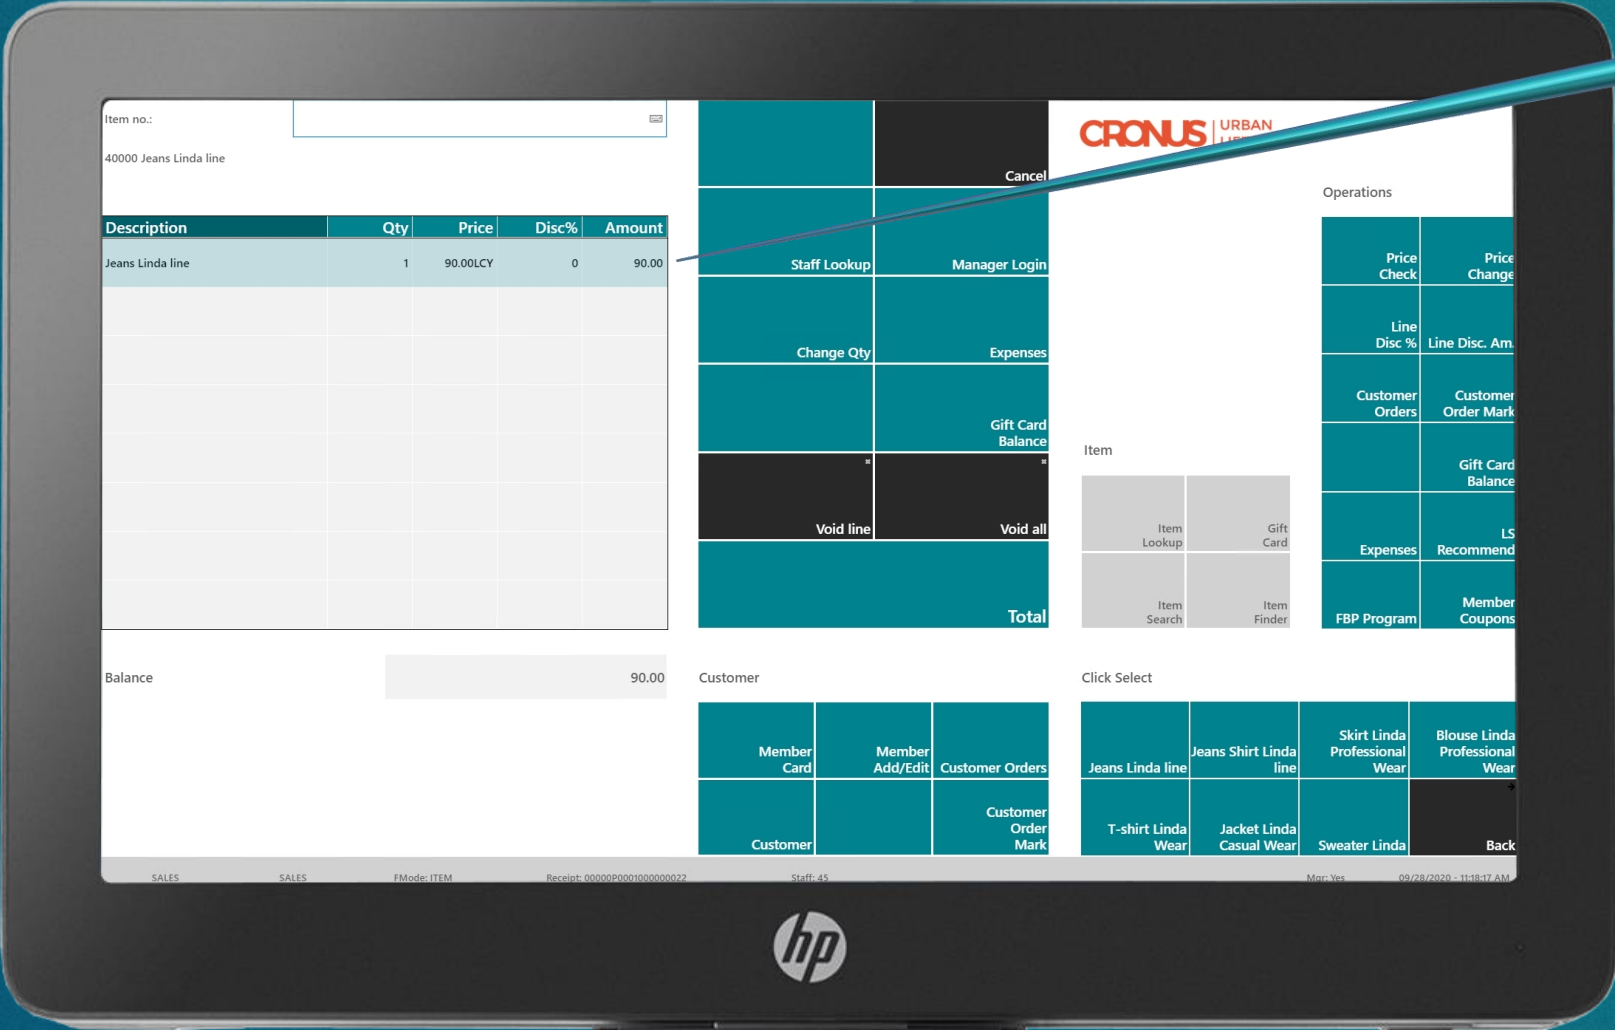 Item no.:
40000 Jeans Linda line
Description Qty Price Disc% Amount
Jeans Linda line 1 90.00LCY 0 90.00
Balance 90.00
Cancel
Staff Lookup
Manager Login
Change Qty
Expenses
Gift Card
Balance
Void line
Void all
Total
CRONUS URBAN
Operations
Price
Check
Price
Change
Line
Disc %
Line Disc. Am.
Customer
Orders
Customer
Order Mark
Gift Card
Balance
Expenses
LS
Recommend
FBP Program
Member
Coupons
Item
Item
Lookup
Gift
Card
Item
Search
Item
Finder
Customer
Member
Card
Member
Add/Edit
Customer Orders
Customer
Customer
Order
Mark
Click Select
Jeans Linda line
Jeans Shirt Linda
line
Skirt Linda
Professional
Wear
Blouse Linda
Professional
Wear
T-shirt Linda
Wear
Jacket Linda
Casual Wear
Sweater Linda
Back
SALES SALES FMode: ITEM Receipt: 00000P0001000000022 Staff: 45 Mgr: Yes 09/28/2020 - 11:18:17 AM
hp